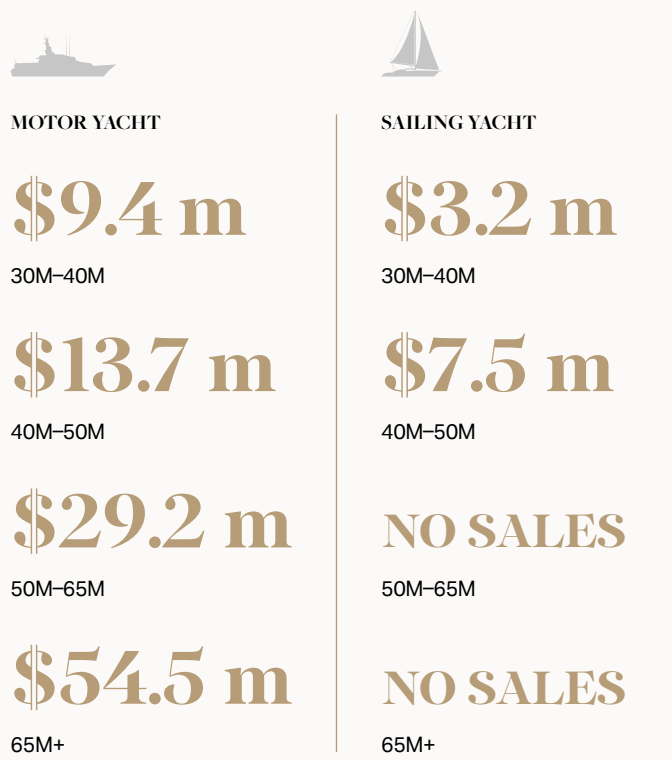 MOTOR YACHT
$9.4 m
30M–40M
$13.7 m
40M–50M
$29.2 m
50M–65M
$54.5 m
65M+
SAILING YACHT
$3.2 m
30M–40M
$7.5 m
40M–50M
NO SALES
50M–65M
NO SALES
65M+